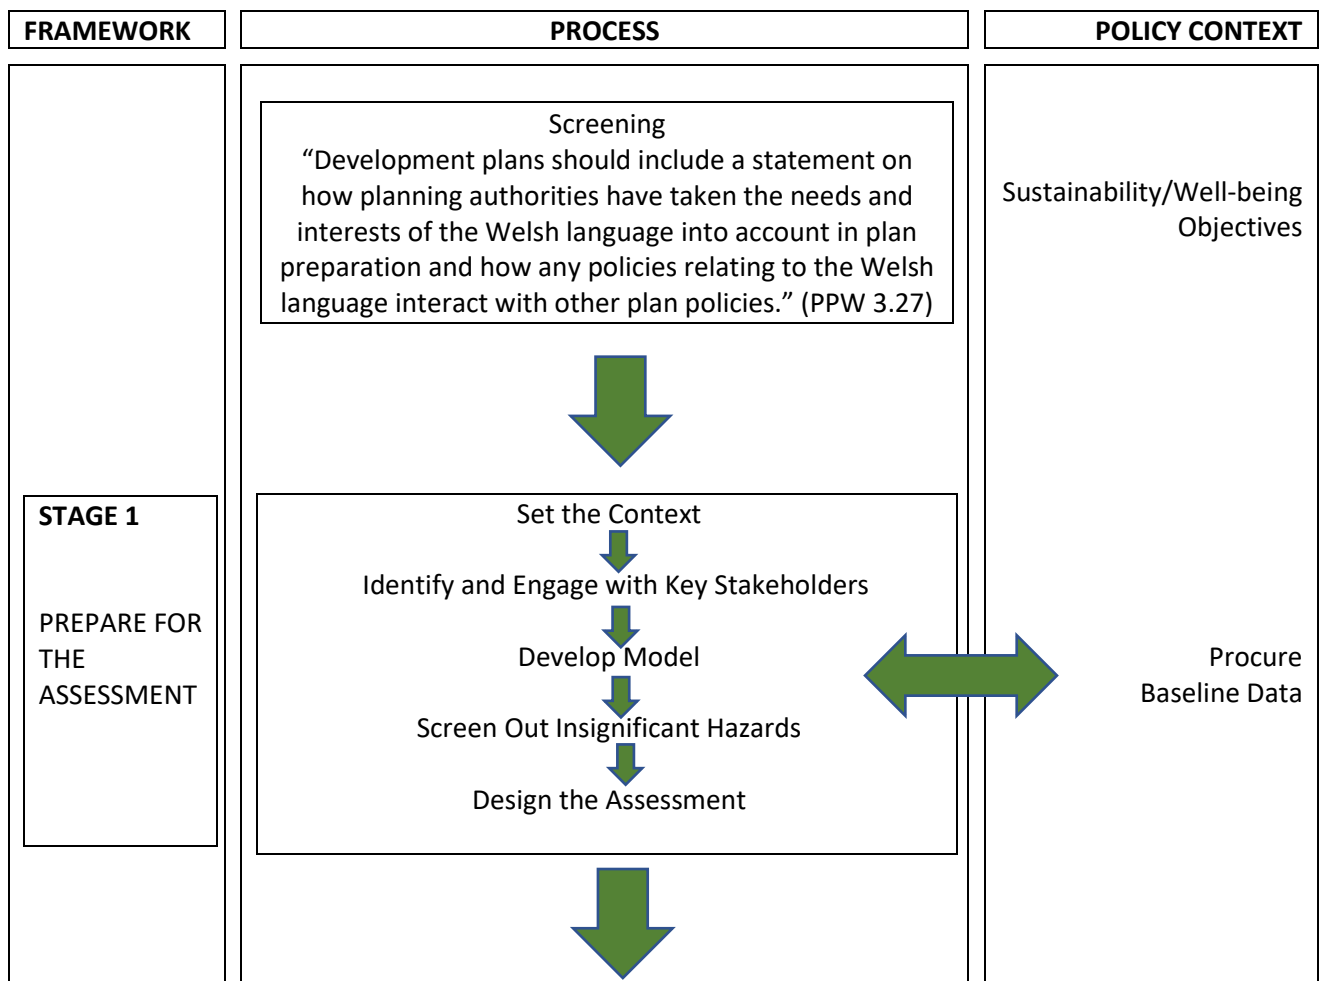 FRAMEWORK
PROCESS
POLICY CONTEXT
Screening
“Development plans should include a statement on
how planning authorities have taken the needs and
interests of the Welsh language into account in plan
preparation and how any policies relating to the Welsh
language interact with other plan policies.” (PPW 3.27)
Sustainability/Well-being
Objectives
STAGE 1
PREPARE FOR
THE
ASSESSMENT
Set the Context
Identify and Engage with Key Stakeholders
Develop Model
Screen Out Insignificant Hazards
Design the Assessment
Procure
Baseline Data